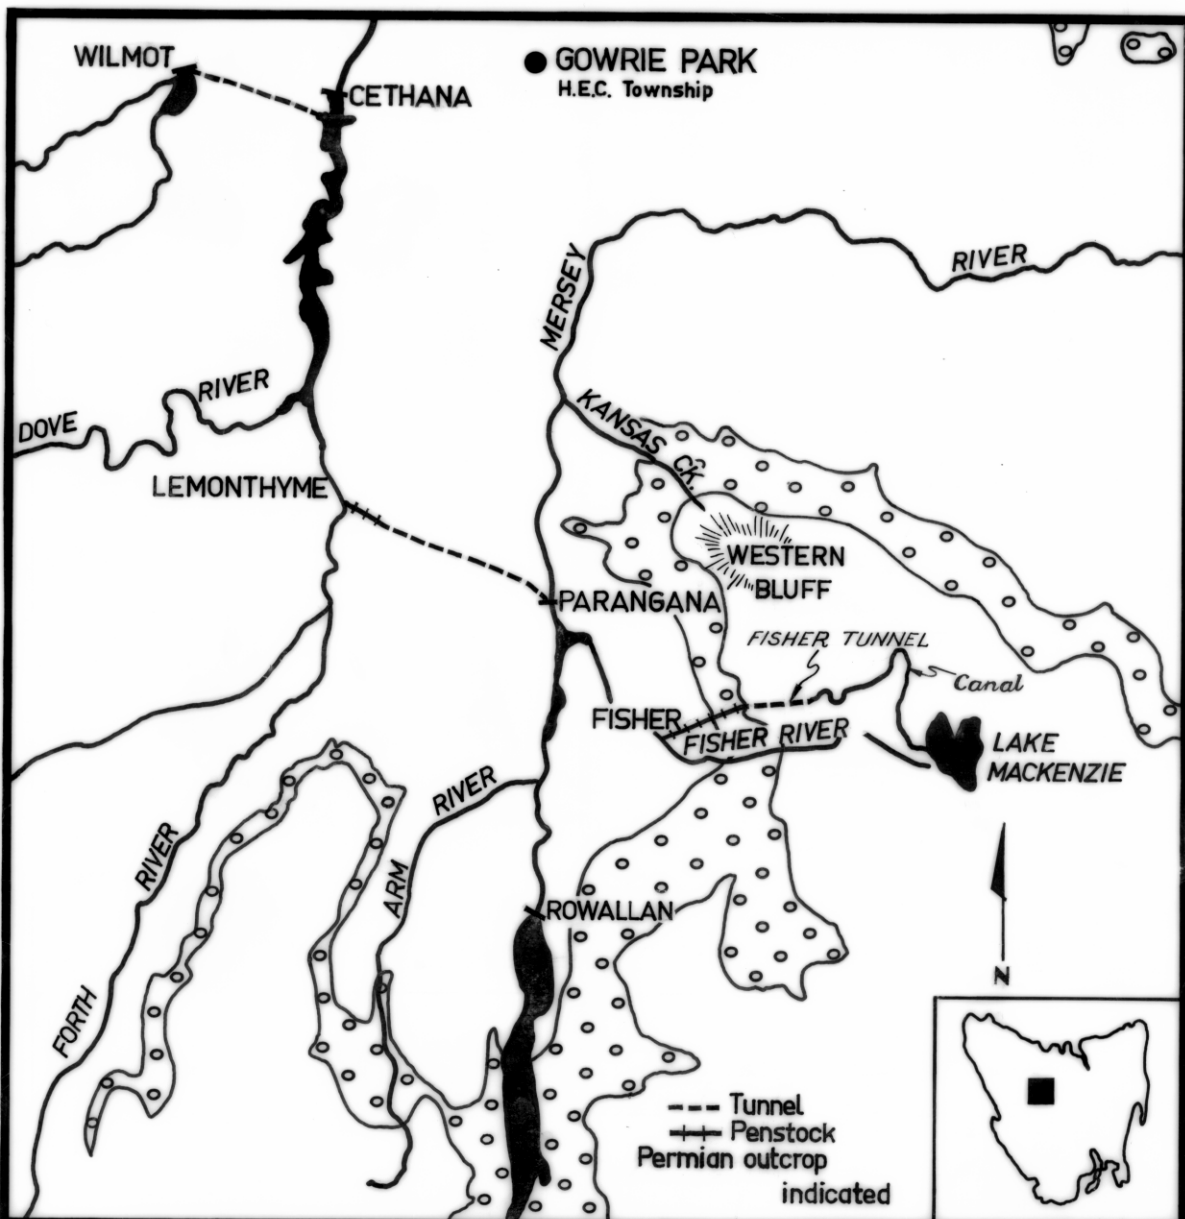 WILMOT
GOWRIE PARK
H.E.C. Township
CETHANA
MERSEY
RIVER
DOVE
RIVER
KANSAS CK.
LEMONTHYME
WESTERN
BLUFF
PARANGANA
FISHER TUNNEL
Canal
FISHER
FISHER RIVER
LAKE
MACKENZIE
ARM
RIVER
FORTH
RIVER
ROWALLAN
N
Tunnel
Penstock
Permian outcrop
indicated